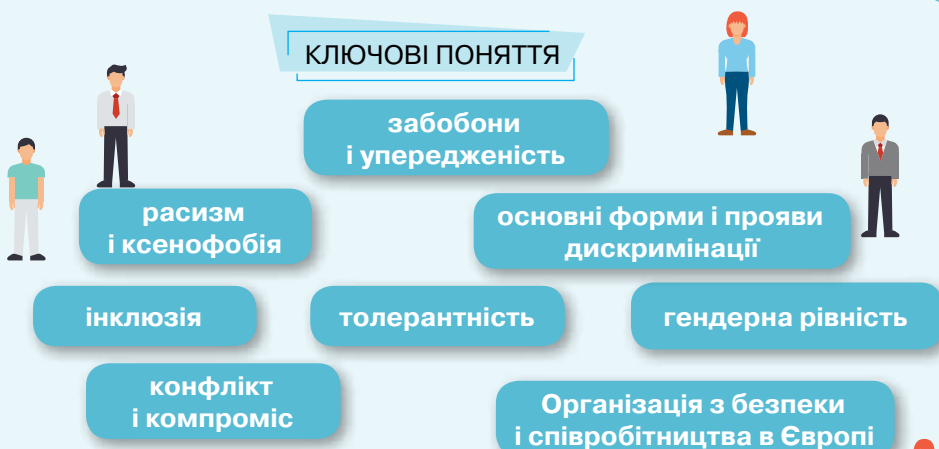 КЛЮЧОВІ ПОНЯТТЯ
забобони
і упередженість
расизм
і ксенофобія
основні форми і прояви
дискримінації
інклюзія
толерантність
гендерна рівність
конфлікт
і компроміс
Організація з безпеки
і співробітництва в Європі